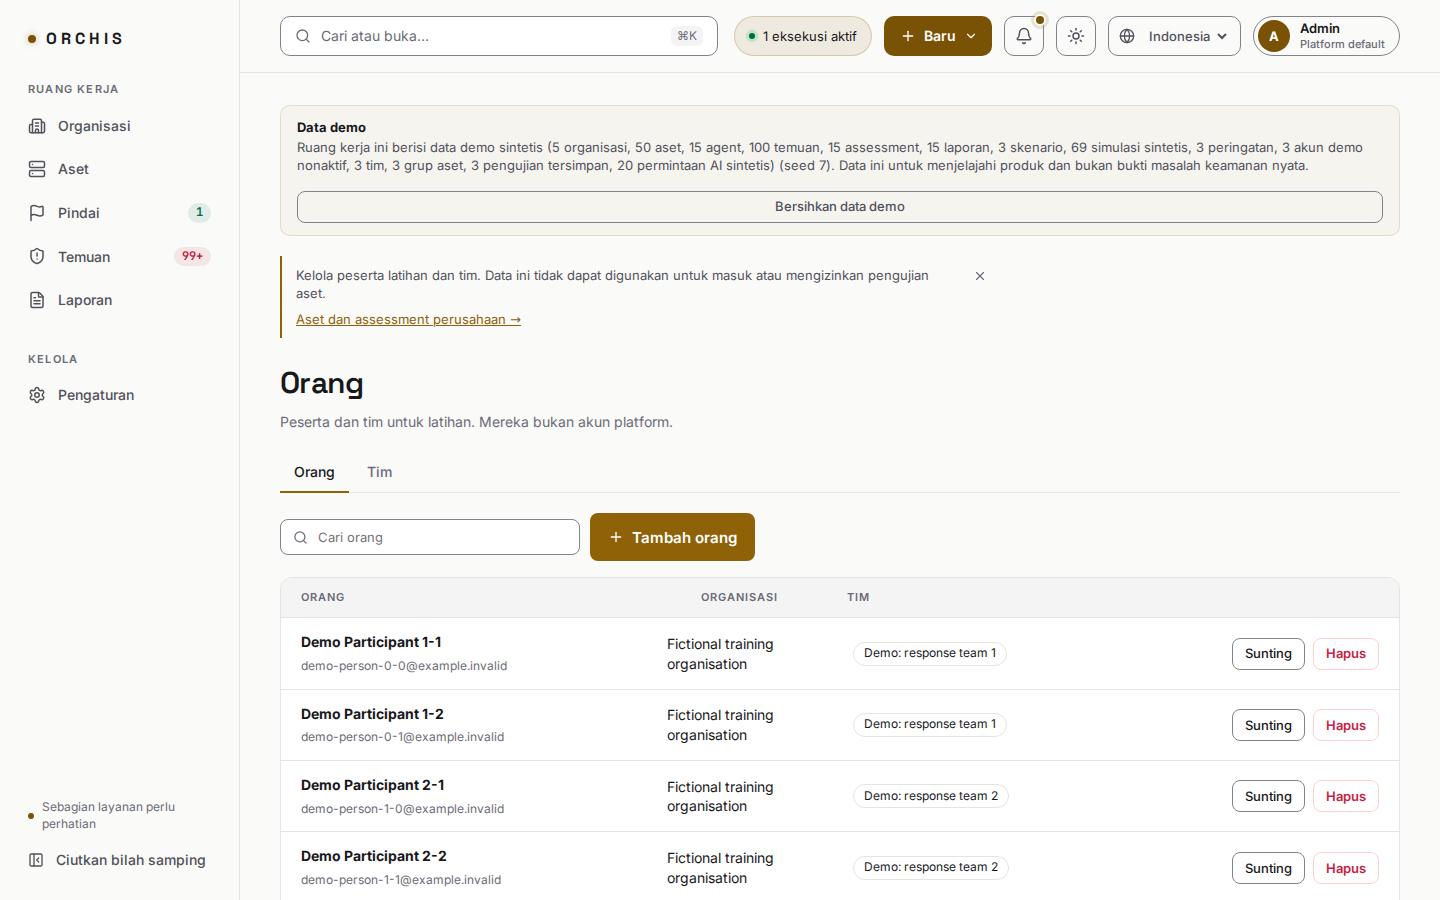 ORCHIS
Cari atau buka...
⌘K
1 eksekusi aktif
Baru
Indonesia
A
Admin
Platform default
RUANG KERJA
Organisasi
Aset
Pindai
1
Temuan
99+
Laporan
KELOLA
Pengaturan
Sebagian layanan perlu
perhatian
Ciutkan bilah samping
Data demo
Ruang kerja ini berisi data demo sintetis (5 organisasi, 50 aset, 15 agent, 100 temuan, 15 assessment, 15 laporan, 3 skenario, 69 simulasi sintetis, 3 peringatan, 3 akun demo
nonaktif, 3 tim, 3 grup aset, 3 pengujian tersimpan, 20 permintaan AI sintetis) (seed 7). Data ini untuk menjelajahi produk dan bukan bukti masalah keamanan nyata.
Bersihkan data demo
Kelola peserta latihan dan tim. Data ini tidak dapat digunakan untuk masuk atau mengizinkan pengujian
aset.
Aset dan assessment perusahaan →
Orang
Peserta dan tim untuk latihan. Mereka bukan akun platform.
Orang
Tim
Cari orang
Tambah orang
ORANG
ORGANISASI
TIM
Demo Participant 1-1
demo-person-0-0@example.invalid
Fictional training
organisation
Demo: response team 1
Sunting
Hapus
Demo Participant 1-2
demo-person-0-1@example.invalid
Fictional training
organisation
Demo: response team 1
Sunting
Hapus
Demo Participant 2-1
demo-person-1-0@example.invalid
Fictional training
organisation
Demo: response team 2
Sunting
Hapus
Demo Participant 2-2
demo-person-1-1@example.invalid
Fictional training
organisation
Demo: response team 2
Sunting
Hapus